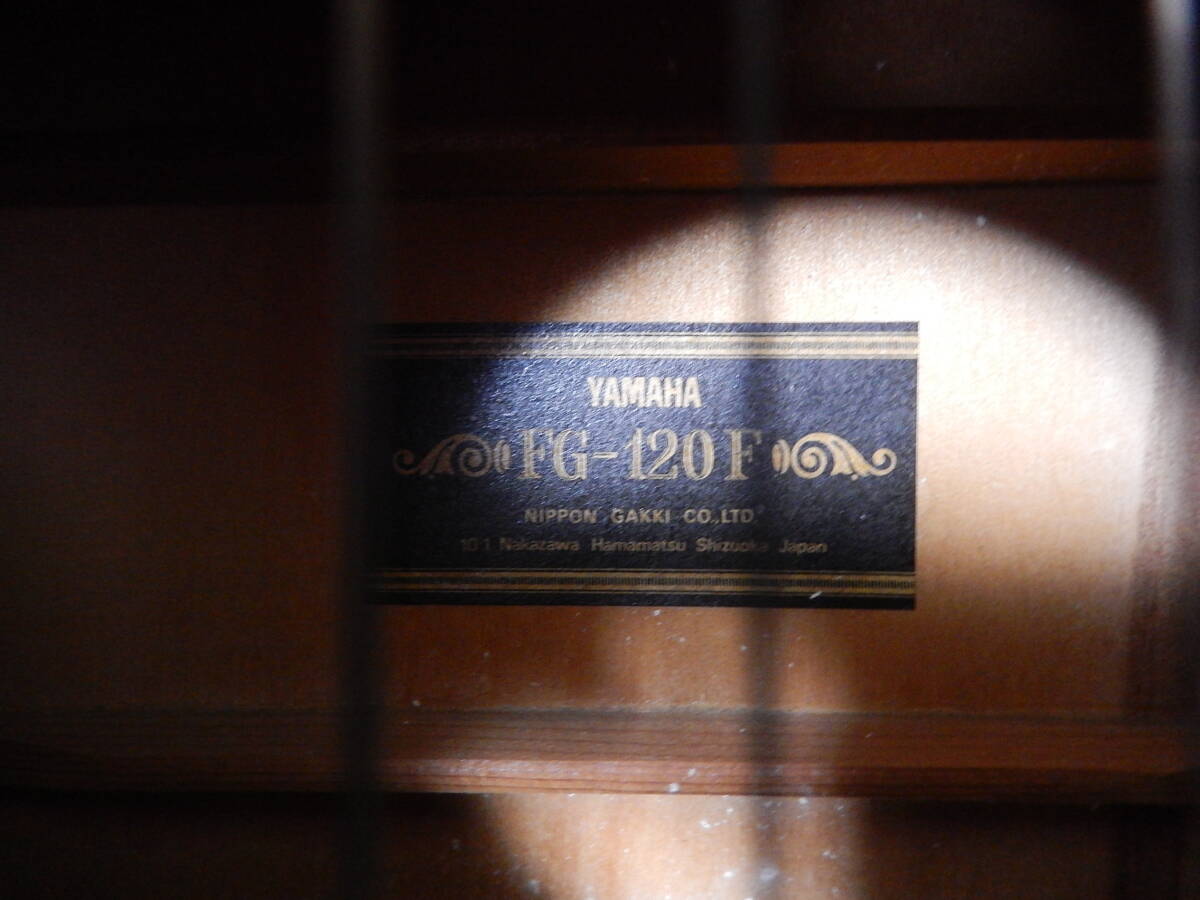 YAMAHA
FG-120F
NIPPON GAKKI CO.,LTD.
10-1 Nakazawa Hamamatsu Shizuoka Japan